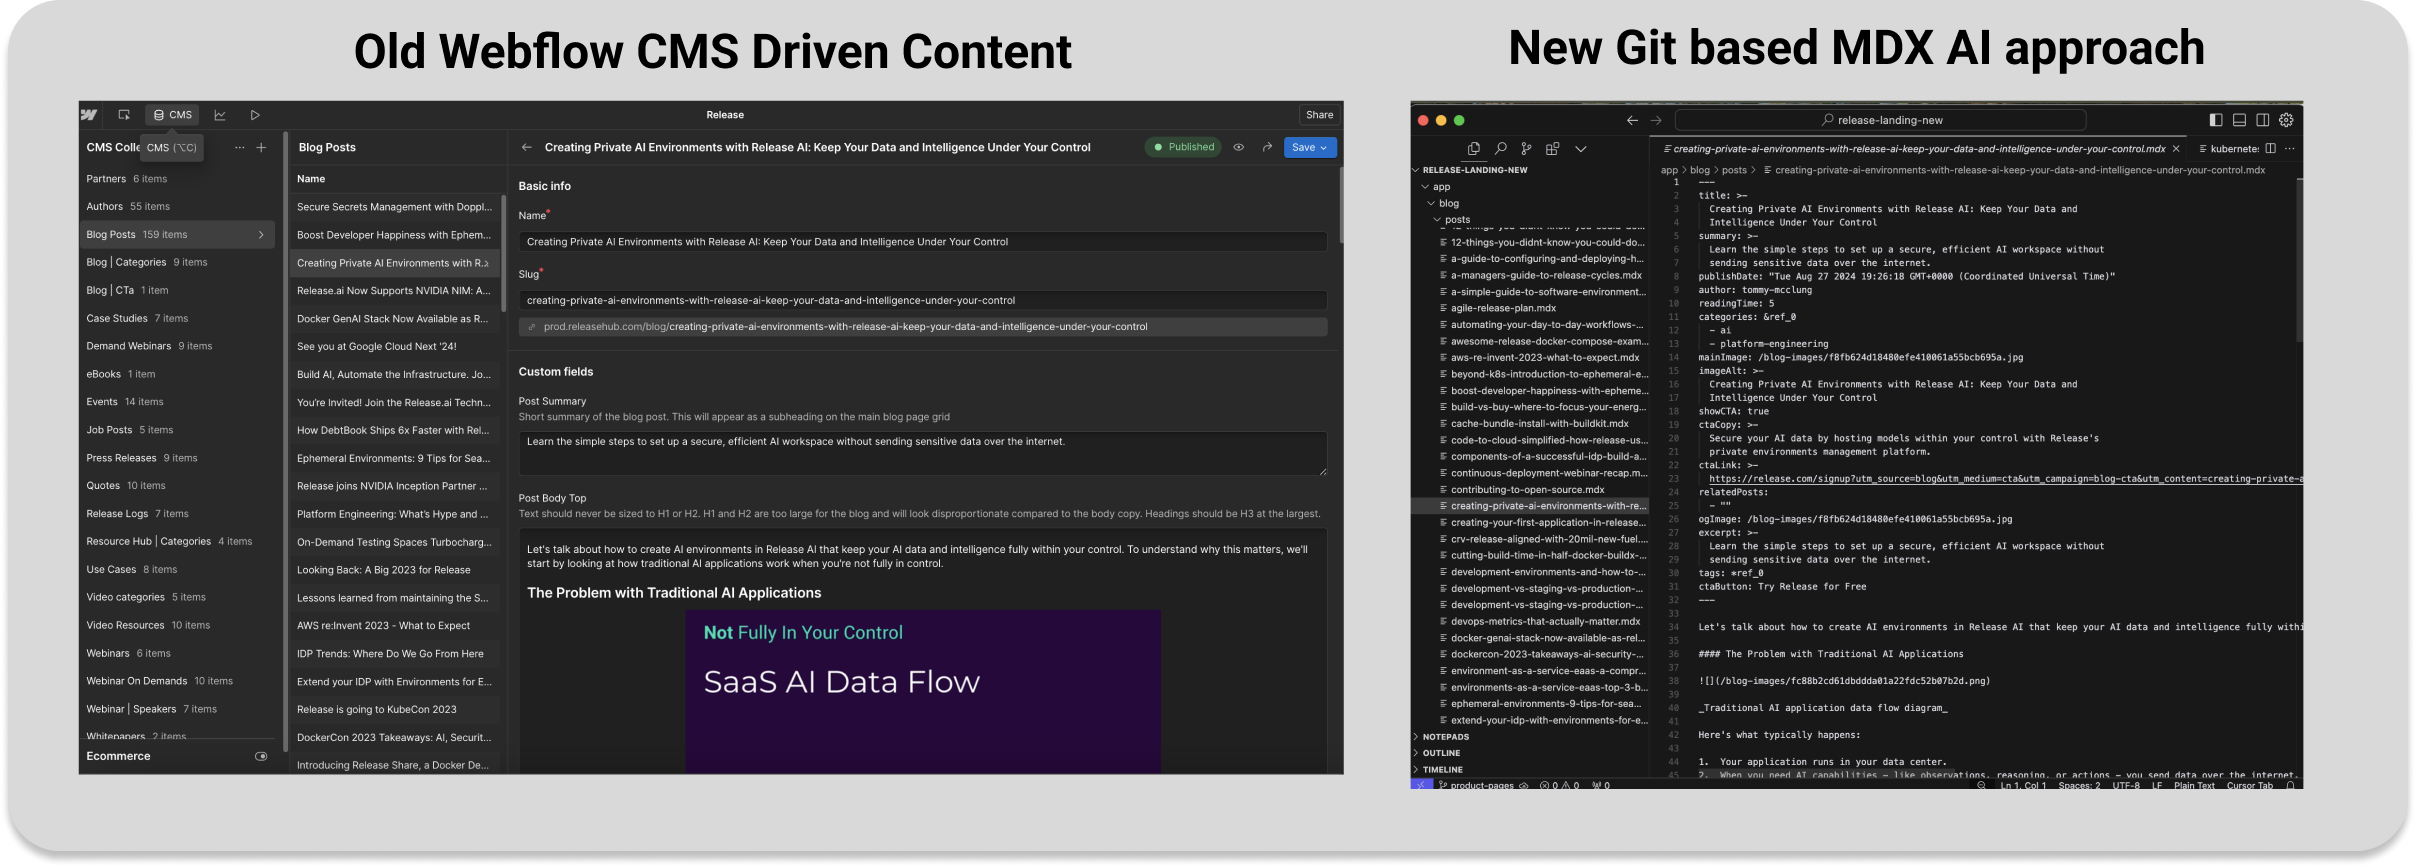 Old Webflow CMS Driven Content
CMS
Release
Share
CMS Colle
CMS (⌥C)
Partners 6 items
Authors 55 items
Blog Posts 159 items
Blog | Categories 9 items
Blog | CTa 1 item
Case Studies 7 items
Demand Webinars 9 items
eBooks 1 item
Events 14 items
Job Posts 5 items
Press Releases 9 items
Quotes 10 items
Release Logs 7 items
Resource Hub | Categories 4 items
Use Cases 8 items
Video categories 5 items
Video Resources 10 items
Webinars 6 items
Webinar On Demands 10 items
Webinar | Speakers 7 items
Whitepapers 2 items
Ecommerce
Blog Posts
Name
Secure Secrets Management with Doppl...
Boost Developer Happiness with Ephem...
Creating Private AI Environments with R...
Release.ai Now Supports NVIDIA NIM: A...
Docker GenAI Stack Now Available as R...
See you at Google Cloud Next '24!
Build AI, Automate the Infrastructure. Jo...
You're Invited! Join the Release.ai Techn...
How DebtBook Ships 6x Faster with Rel...
Ephemeral Environments: 9 Tips for Sea...
Release joins NVIDIA Inception Partner ...
Platform Engineering: What's Hype and ...
On-Demand Testing Spaces Turbocharg...
Looking Back: A Big 2023 for Release
Lessons learned from maintaining the S...
AWS re:Invent 2023 - What to Expect
IDP Trends: Where Do We Go From Here
Extend your IDP with Environments for E...
Release is going to KubeCon 2023
DockerCon 2023 Takeaways: AI, Securit...
Introducing Release Share, a Docker De...
Creating Private AI Environments with Release AI: Keep Your Data and Intelligence Under Your Control
Published
Save
Basic info
Name*
Creating Private AI Environments with Release AI: Keep Your Data and Intelligence Under Your Control
Slug*
creating-private-ai-environments-with-release-ai-keep-your-data-and-intelligence-under-your-control
prod.releasehub.com/blog/creating-private-ai-environments-with-release-ai-keep-your-data-and-intelligence-under-your-control
Custom fields
Post Summary
Short summary of the blog post. This will appear as a subheading on the main blog page grid
Learn the simple steps to set up a secure, efficient AI workspace without sending sensitive data over the internet.
Post Body Top
Text should never be sized to H1 or H2. H1 and H2 are too large for the blog and will look disproportionate compared to the body copy. Headings should be H3 at the largest.
Let's talk about how to create AI environments in Release AI that keep your AI data and intelligence fully within your control. To understand why this matters, we'll
start by looking at how traditional AI applications work when you're not fully in control.
The Problem with Traditional AI Applications
Not Fully In Your Control
SaaS AI Data Flow
New Git based MDX AI approach
release-landing-new
RELEASE-LANDING-NEW
app
blog
posts
12-things-you-didnt-know-you-could-do...
a-guide-to-configuring-and-deploying-h...
a-managers-guide-to-release-cycles.mdx
a-simple-guide-to-software-environment...
agile-release-plan.mdx
automating-your-day-to-day-workflows-...
awesome-release-docker-compose-exam...
aws-re-invent-2023-what-to-expect.mdx
beyond-k8s-introduction-to-ephemeral-e...
boost-developer-happiness-with-epheme...
build-vs-buy-where-to-focus-your-energ...
cache-bundle-install-with-buildkit.mdx
code-to-cloud-simplified-how-release-us...
components-of-a-successful-idp-build-a...
continuous-deployment-webinar-recap.m...
contributing-to-open-source.mdx
creating-private-ai-environments-with-re...
creating-your-first-application-in-release...
crv-release-aligned-with-20mil-new-fuel....
cutting-build-time-in-half-docker-buildx-...
development-environments-and-how-to-...
development-vs-staging-vs-production-...
development-vs-staging-vs-production-...
devops-metrics-that-actually-matter.mdx
docker-genai-stack-now-available-as-rel...
dockercon-2023-takeaways-ai-security-...
environment-as-a-service-eaas-a-compr...
environments-as-a-service-eaas-top-3-b...
ephemeral-environments-9-tips-for-sea...
extend-your-idp-with-environments-for-e...
NOTEPADS
OUTLINE
TIMELINE
creating-private-ai-environments-with-release-ai-keep-your-data-and-intelligence-under-your-control.mdx
kubernete
app > blog > posts > creating-private-ai-environments-with-release-ai-keep-your-data-and-intelligence-under-your-control.mdx
1 ---
2 title: >-
3 Creating Private AI Environments with Release AI: Keep Your Data and
4 Intelligence Under Your Control
5 summary: >-
6 Learn the simple steps to set up a secure, efficient AI workspace without
7 sending sensitive data over the internet.
8 publishDate: "Tue Aug 27 2024 19:26:18 GMT+0000 (Coordinated Universal Time)"
9 author: tommy-mcclung
10 readingTime: 5
11 categories: &ref_0
12 - ai
13 - platform-engineering
14 mainImage: /blog-images/f8fb624d18480efe410061a55bcb695a.jpg
15 imageAlt: >-
16 Creating Private AI Environments with Release AI: Keep Your Data and
17 Intelligence Under Your Control
18 showCTA: true
19 ctaCopy: >-
20 Secure your AI data by hosting models within your control with Release's
21 private environments management platform.
22 ctaLink: >-
23 https://release.com/signup?utm_source=blog&utm_medium=cta&utm_campaign=blog-cta&utm_content=creating-private-a
24 relatedPosts:
25 - ""
26 ogImage: /blog-images/f8fb624d18480efe410061a55bcb695a.jpg
27 excerpt: >-
28 Learn the simple steps to set up a secure, efficient AI workspace without
29 sending sensitive data over the internet.
30 tags: *ref_0
31 ctaButton: Try Release for Free
32 ---
33
34 Let's talk about how to create AI environments in Release AI that keep your AI data and intelligence fully withi
35
36 #### The Problem with Traditional AI Applications
37
38 ![](/blog-images/fc88b2cd61dbddda01a22fdc52b07b2d.png)
39
40 _Traditional AI application data flow diagram_
41
42 Here's what typically happens:
43
44 1. Your application runs in your data center.
45 2. When you need AI capabilities – like observations, reasoning, or actions – you send data over the internet.
product-pages 0 0 0
Ln 1, Col 1 Spaces: 2 UTF-8 LF Plain Text Cursor Tab